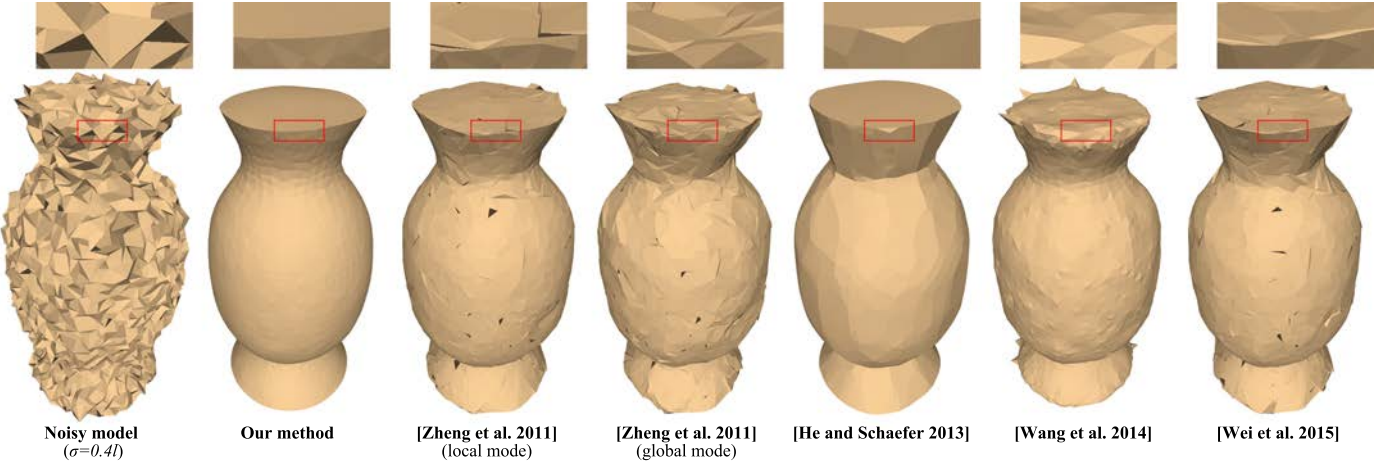 Noisy model
(σ=0.4l)
Our method
[Zheng et al. 2011]
(local mode)
[Zheng et al. 2011]
(global mode)
[He and Schaefer 2013]
[Wang et al. 2014]
[Wei et al. 2015]